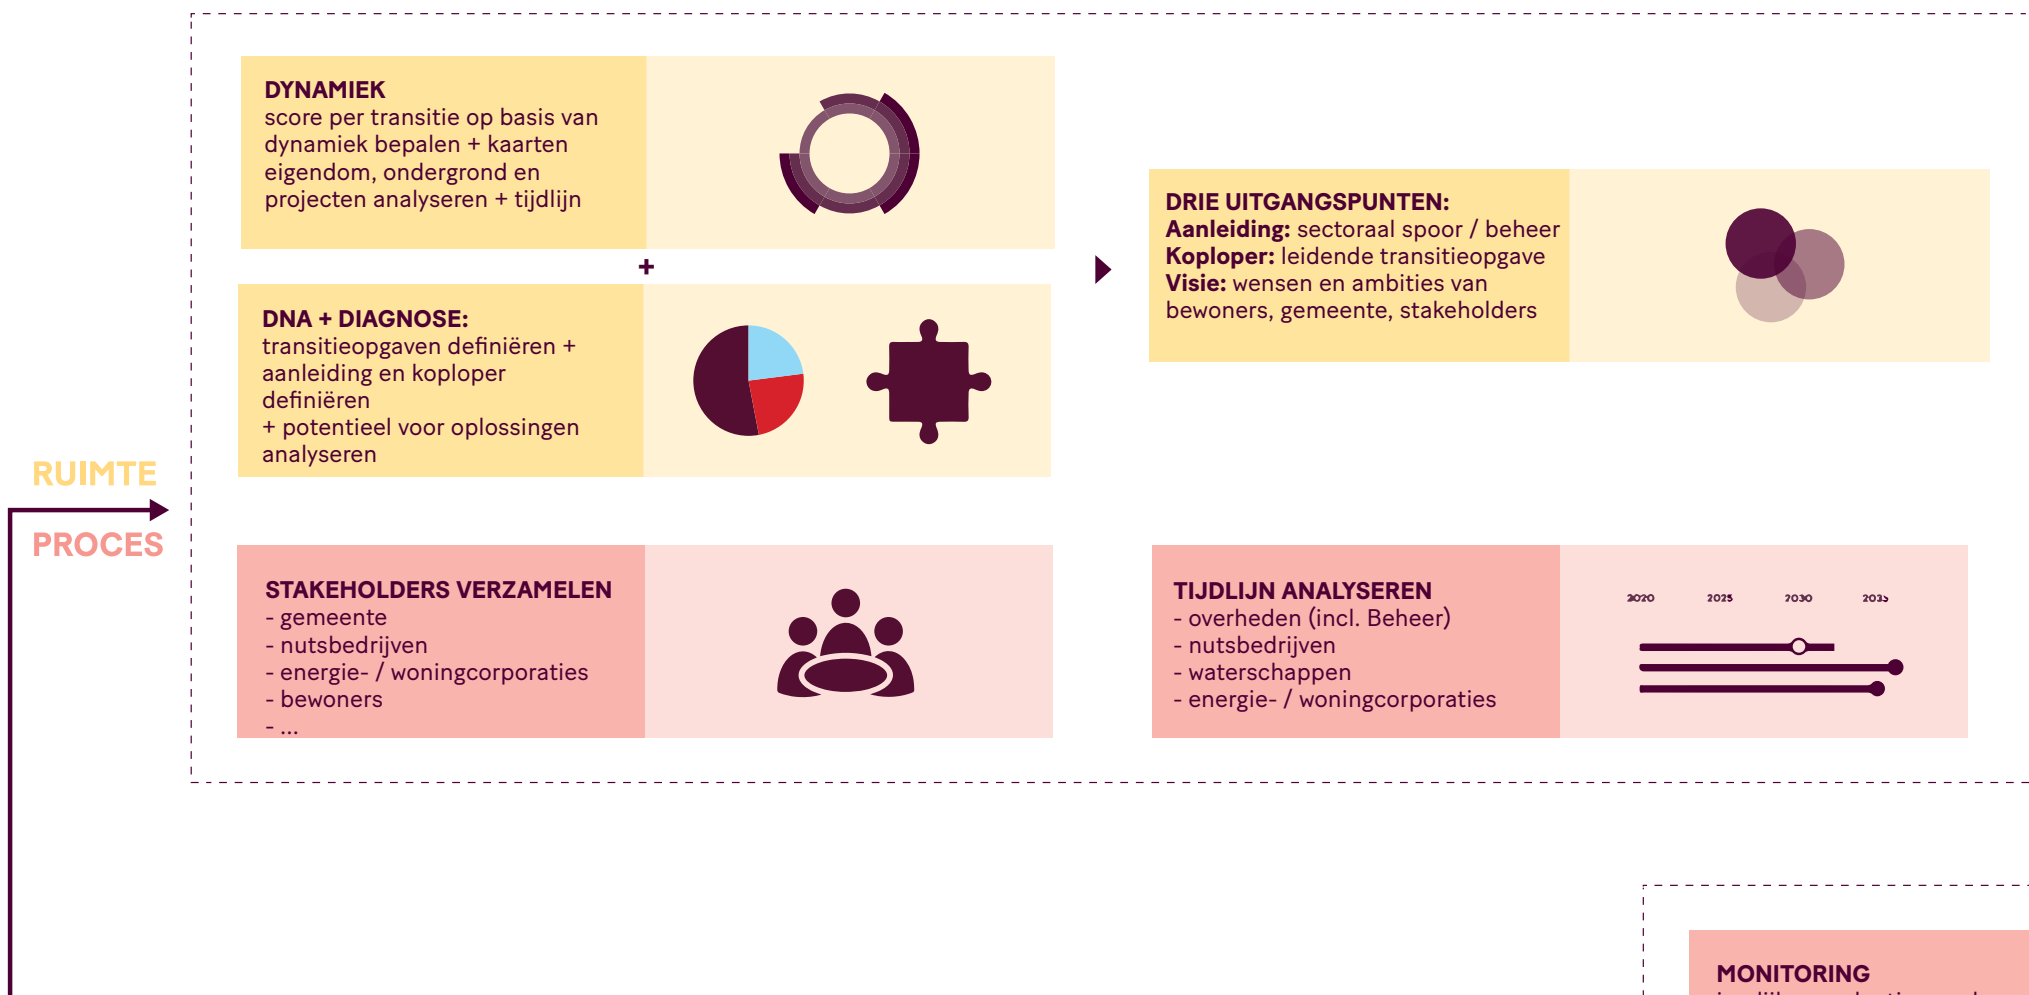 DYNAMIEK
score per transitie op basis van
dynamiek bepalen + kaarten
eigendom, ondergrond en
projecten analyseren + tijdlijn
+
DNA + DIAGNOSE:
transitieopgaven definiëren +
aanleiding en koploper
definiëren
+ potentieel voor oplossingen
analyseren
DRIE UITGANGSPUNTEN:
Aanleiding: sectoraal spoor / beheer
Koploper: leidende transitieopgave
Visie: wensen en ambities van
bewoners, gemeente, stakeholders
RUIMTE
PROCES
STAKEHOLDERS VERZAMELEN
- gemeente
- nutsbedrijven
- energie- / woningcorporaties
- bewoners
- ...
TIJDLIJN ANALYSEREN
- overheden (incl. Beheer)
- nutsbedrijven
- waterschappen
- energie- / woningcorporaties
2020 2025 2030 2035
MONITORING